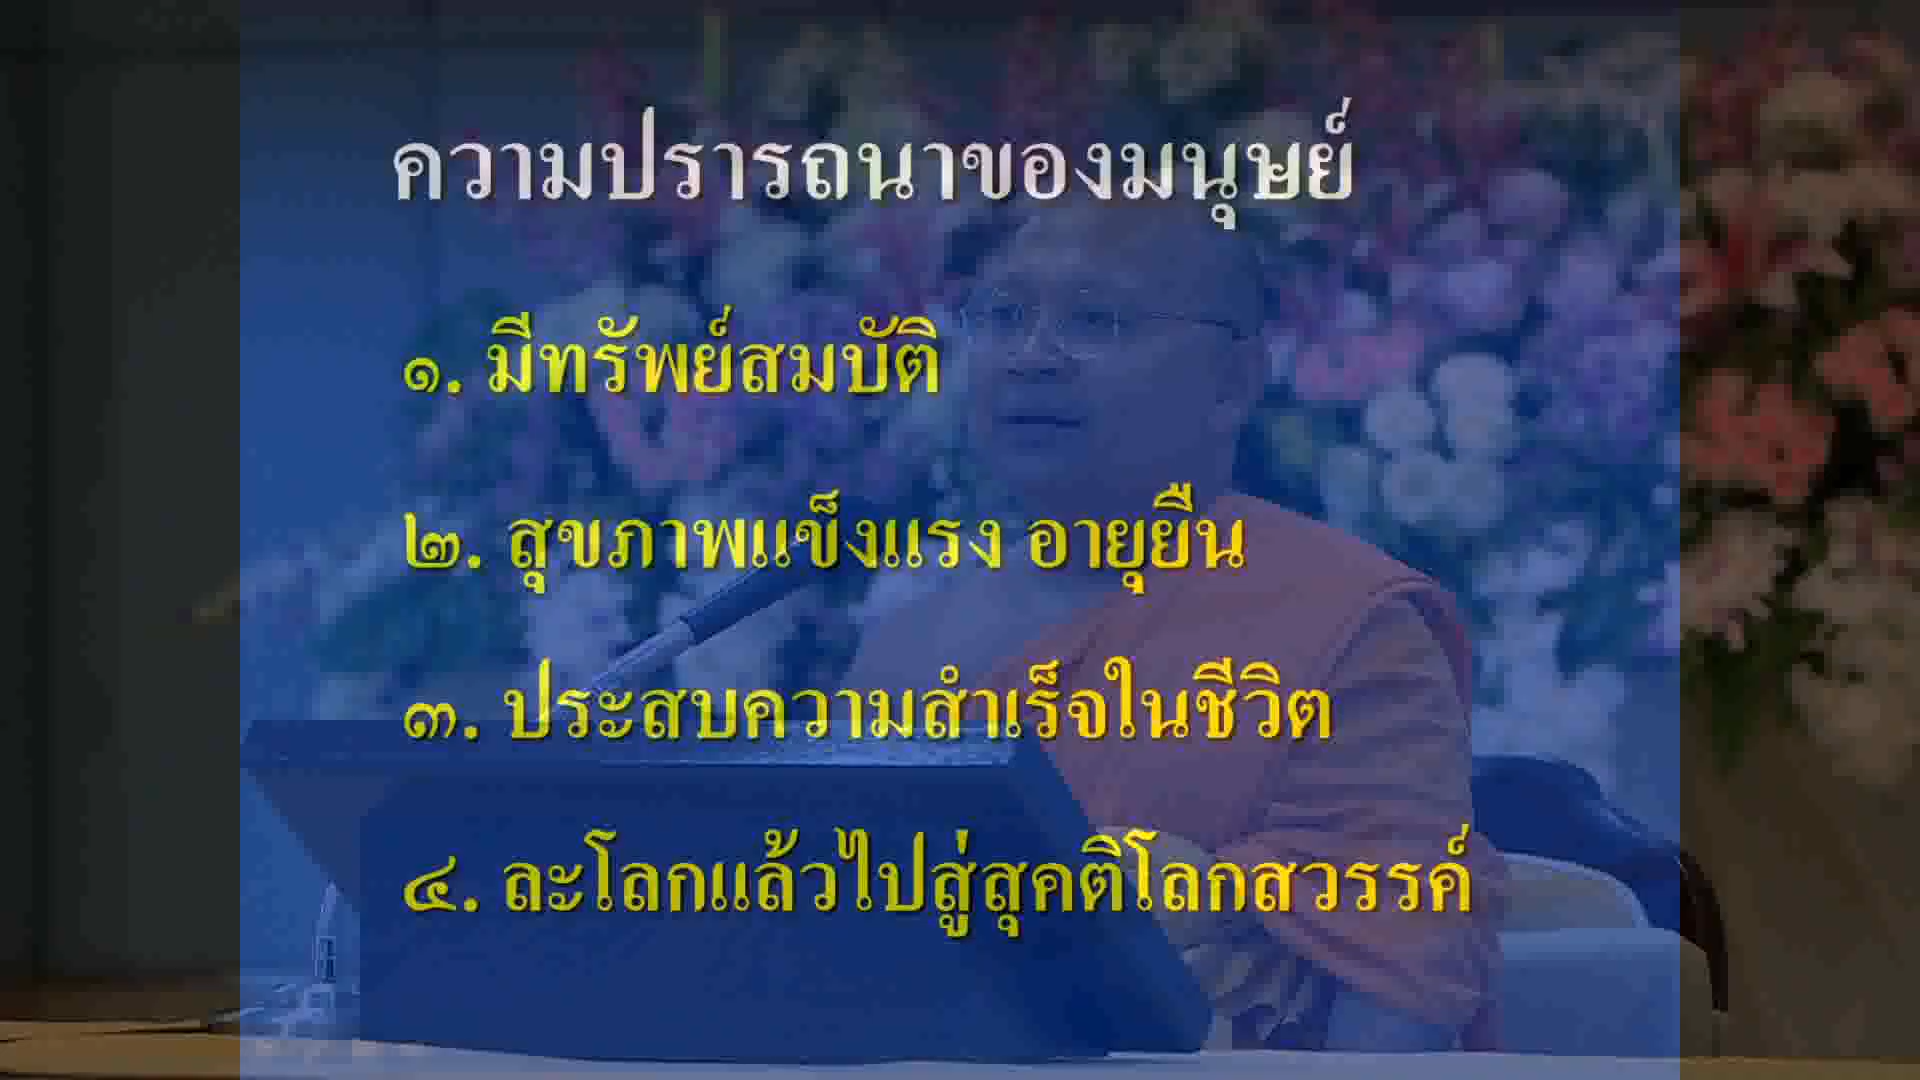 ความปรารถนาของมนุษย์
๑. มีทรัพย์สมบัติ
๒. สุขภาพแข็งแรง อายุยืน
๓. ประสบความสำเร็จในชีวิต
๔. ละโลกแล้วไปสู่สุคติโลกสวรรค์